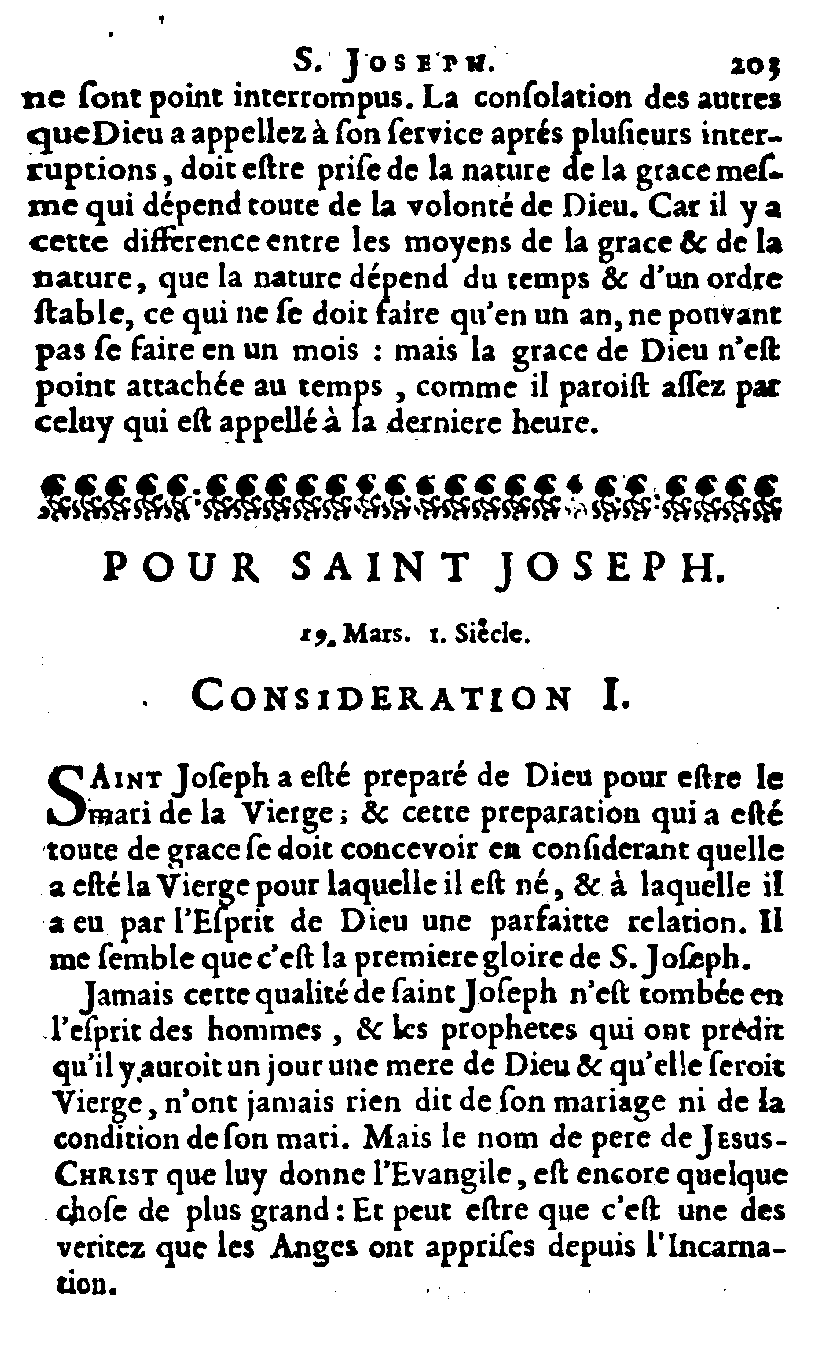 S. JOSEPH. 203
ne ſont point interrompus. La conſolation des autres
que Dieu a appellez à ſon ſervice aprés pluſieurs inter-
ruptions, doit eſtre priſe de la nature de la grace meſ-
me qui dépend toute de la volonté de Dieu. Car il y a
cette difference entre les moyens de la grace & de la
nature, que la nature dépend du temps & d'un ordre
ſtable, ce qui ne ſe doit faire qu'en un an, ne pouvant
pas ſe faire en un mois : mais la grace de Dieu n'eſt
point attachée au temps , comme il paroiſt aſſez par
celuy qui eſt appellé à la derniere heure.
POUR SAINT JOSEPH.
19. Mars. 1. Siécle.
CONSIDERATION I.
SAINT Joſeph a eſté preparé de Dieu pour eſtre le
mari de la Vierge ; & cette preparation qui a eſté
toute de grace ſe doit concevoir en conſiderant quelle
a eſté la Vierge pour laquelle il eſt né, & à laquelle il
a eu par l'Eſprit de Dieu une parfaitte relation. Il
me ſemble que c'eſt la premiere gloire de S. Joſeph.
Jamais cette qualité de ſaint Joſeph n'eſt tombée en
l'eſprit des hommes , & les prophetes qui ont prédit
qu'il y auroit un jour une mere de Dieu & qu'elle ſeroit
Vierge, n'ont jamais rien dit de ſon mariage ni de la
condition de ſon mari. Mais le nom de pere de JESUS-
CHRIST que luy donne l'Evangile, eſt encore quelque
choſe de plus grand : Et peut eſtre que c'eſt une des
veritez que les Anges ont appriſes depuis l'Incarna-
tion.